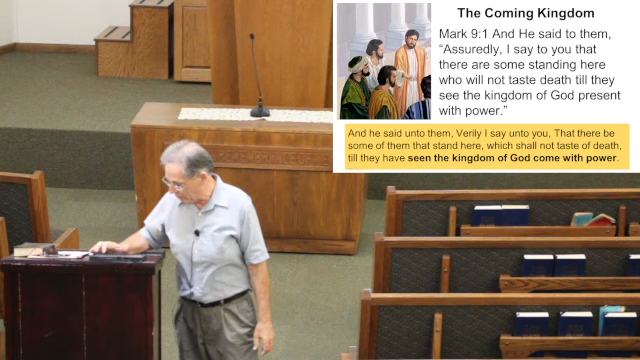 The Coming Kingdom
Mark 9:1 And He said to them,
“Assuredly, I say to you that
there are some standing here
who will not taste death till they
see the kingdom of God present
with power.”
And he said unto them, Verily I say unto you, That there be
some of them that stand here, which shall not taste of death,
till they have seen the kingdom of God come with power.